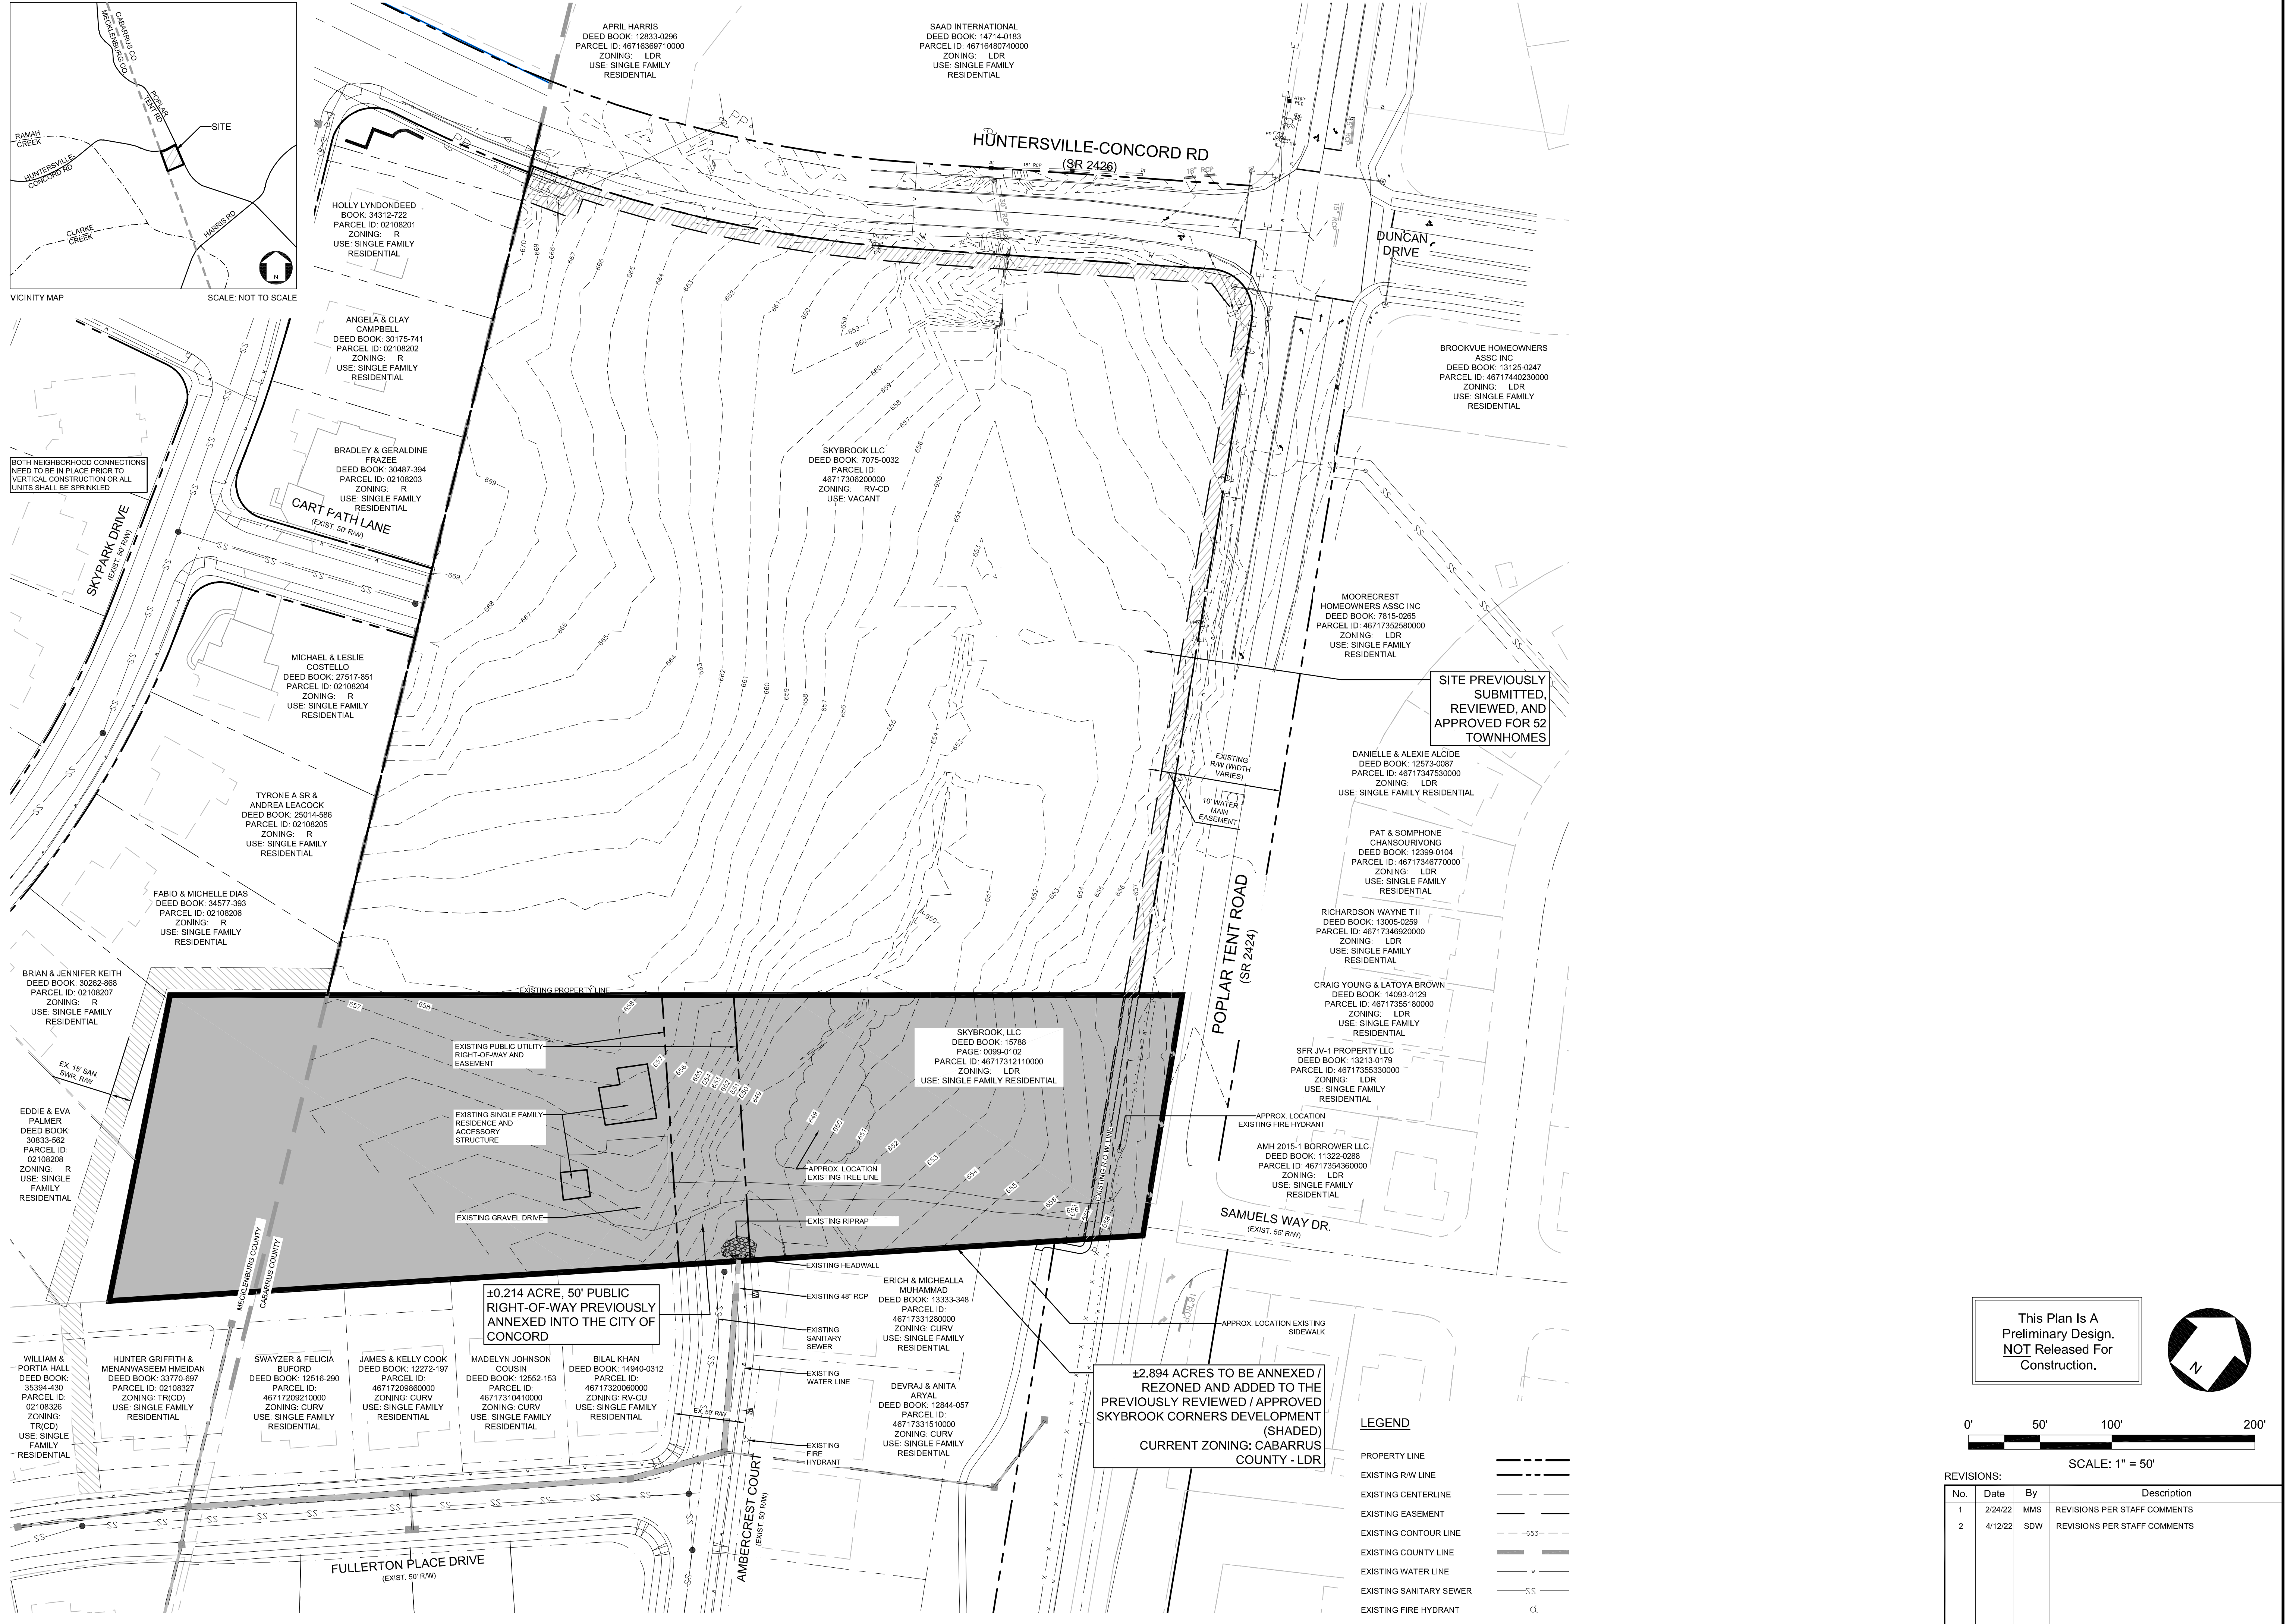 CABARRUS CO.
MECKLENBURG CO.
POPLAR
TENT RD
SITE
RAMAH
CREEK
HUNTERSVILLE-
CONCORD RD
CLARKE
CREEK
HARRIS RD
N
VICINITY MAP
SCALE: NOT TO SCALE
APRIL HARRIS
DEED BOOK: 12833-0296
PARCEL ID: 46716369710000
ZONING: LDR
USE: SINGLE FAMILY
RESIDENTIAL
SAAD INTERNATIONAL
DEED BOOK: 14714-0183
PARCEL ID: 46716480740000
ZONING: LDR
USE: SINGLE FAMILY
RESIDENTIAL
HUNTERSVILLE-CONCORD RD
(SR 2426)
18" RCP
18" RCP
30" RCP
15" RCP
15" RCP
AT&T
PED
DUNCAN
DRIVE
HOLLY LYNDONDEED
BOOK: 34312-722
PARCEL ID: 02108201
ZONING: R
USE: SINGLE FAMILY
RESIDENTIAL
ANGELA & CLAY
CAMPBELL
DEED BOOK: 30175-741
PARCEL ID: 02108202
ZONING: R
USE: SINGLE FAMILY
RESIDENTIAL
BROOKVUE HOMEOWNERS
ASSC INC
DEED BOOK: 13125-0247
PARCEL ID: 46717440230000
ZONING: LDR
USE: SINGLE FAMILY
RESIDENTIAL
BOTH NEIGHBORHOOD CONNECTIONS
NEED TO BE IN PLACE PRIOR TO
VERTICAL CONSTRUCTION OR ALL
UNITS SHALL BE SPRINKLED
BRADLEY & GERALDINE
FRAZEE
DEED BOOK: 30487-394
PARCEL ID: 02108203
ZONING: R
USE: SINGLE FAMILY
RESIDENTIAL
CART PATH LANE
(EXIST. 50' R/W)
SKYPARK DRIVE
(EXIST. 50' R/W)
SKYBROOK LLC
DEED BOOK: 7075-0032
PARCEL ID:
46717306200000
ZONING: RV-CD
USE: VACANT
MOORECREST
HOMEOWNERS ASSC INC
DEED BOOK: 7815-0265
PARCEL ID: 46717352580000
ZONING: LDR
USE: SINGLE FAMILY
RESIDENTIAL
MICHAEL & LESLIE
COSTELLO
DEED BOOK: 27517-851
PARCEL ID: 02108204
ZONING: R
USE: SINGLE FAMILY
RESIDENTIAL
SITE PREVIOUSLY
SUBMITTED,
REVIEWED, AND
APPROVED FOR 52
TOWNHOMES
EXISTING
R/W (WIDTH
VARIES)
10' WATER
MAIN
EASEMENT
DANIELLE & ALEXIE ALCIDE
DEED BOOK: 12573-0087
PARCEL ID: 46717347530000
ZONING: LDR
USE: SINGLE FAMILY RESIDENTIAL
TYRONE A SR &
ANDREA LEACOCK
DEED BOOK: 25014-586
PARCEL ID: 02108205
ZONING: R
USE: SINGLE FAMILY
RESIDENTIAL
PAT & SOMPHONE
CHANSOURIVONG
DEED BOOK: 12399-0104
PARCEL ID: 46717346770000
ZONING: LDR
USE: SINGLE FAMILY
RESIDENTIAL
FABIO & MICHELLE DIAS
DEED BOOK: 34577-393
PARCEL ID: 02108206
ZONING: R
USE: SINGLE FAMILY
RESIDENTIAL
POPLAR TENT ROAD
(SR 2424)
RICHARDSON WAYNE T II
DEED BOOK: 13005-0259
PARCEL ID: 46717346920000
ZONING: LDR
USE: SINGLE FAMILY
RESIDENTIAL
BRIAN & JENNIFER KEITH
DEED BOOK: 30262-868
PARCEL ID: 02108207
ZONING: R
USE: SINGLE FAMILY
RESIDENTIAL
CRAIG YOUNG & LATOYA BROWN
DEED BOOK: 14093-0129
PARCEL ID: 46717355180000
ZONING: LDR
USE: SINGLE FAMILY
RESIDENTIAL
EXISTING PROPERTY LINE
EXISTING PUBLIC UTILITY
RIGHT-OF-WAY AND
EASEMENT
SKYBROOK, LLC
DEED BOOK: 15788
PAGE: 0099-0102
PARCEL ID: 46717312110000
ZONING: LDR
USE: SINGLE FAMILY RESIDENTIAL
SFR JV-1 PROPERTY LLC
DEED BOOK: 13213-0179
PARCEL ID: 46717355330000
ZONING: LDR
USE: SINGLE FAMILY
RESIDENTIAL
EX. 15' SAN.
SWR. R/W
EDDIE & EVA
PALMER
DEED BOOK:
30833-562
PARCEL ID:
02108208
ZONING: R
USE: SINGLE
FAMILY
RESIDENTIAL
EXISTING SINGLE FAMILY
RESIDENCE AND
ACCESSORY
STRUCTURE
APPROX. LOCATION
EXISTING TREE LINE
EXISTING R.O.W. LINE
APPROX. LOCATION
EXISTING FIRE HYDRANT
AMH 2015-1 BORROWER LLC
DEED BOOK: 11322-0288
PARCEL ID: 46717354360000
ZONING: LDR
USE: SINGLE FAMILY
RESIDENTIAL
EXISTING GRAVEL DRIVE
EXISTING RIPRAP
SAMUELS WAY DR.
(EXIST. 55' R/W)
MECKLENBURG COUNTY
CABARRUS COUNTY
±0.214 ACRE, 50' PUBLIC
RIGHT-OF-WAY PREVIOUSLY
ANNEXED INTO THE CITY OF
CONCORD
EXISTING HEADWALL
EXISTING 48" RCP
EXISTING
SANITARY
SEWER
EXISTING
WATER LINE
EXISTING
FIRE
HYDRANT
ERICH & MICHEALLA
MUHAMMAD
DEED BOOK: 13333-348
PARCEL ID:
46717331280000
ZONING: CURV
USE: SINGLE FAMILY
RESIDENTIAL
18"RCP
APPROX. LOCATION EXISTING
SIDEWALK
WILLIAM &
PORTIA HALL
DEED BOOK:
35394-430
PARCEL ID:
02108326
ZONING:
TR(CD)
USE: SINGLE
FAMILY
RESIDENTIAL
HUNTER GRIFFITH &
MENANWASEEM HMEIDAN
DEED BOOK: 33770-697
PARCEL ID: 02108327
ZONING: TR(CD)
USE: SINGLE FAMILY
RESIDENTIAL
SWAYZER & FELICIA
BUFORD
DEED BOOK: 12516-290
PARCEL ID:
46717209210000
ZONING: CURV
USE: SINGLE FAMILY
RESIDENTIAL
JAMES & KELLY COOK
DEED BOOK: 12272-197
PARCEL ID:
46717209860000
ZONING: CURV
USE: SINGLE FAMILY
RESIDENTIAL
MADELYN JOHNSON
COUSIN
DEED BOOK: 12552-153
PARCEL ID:
46717310410000
ZONING: CURV
USE: SINGLE FAMILY
RESIDENTIAL
BILAL KHAN
DEED BOOK: 14940-0312
PARCEL ID:
46717320060000
ZONING: RV-CU
USE: SINGLE FAMILY
RESIDENTIAL
DEVRAJ & ANITA
ARYAL
DEED BOOK: 12844-057
PARCEL ID:
46717331510000
ZONING: CURV
USE: SINGLE FAMILY
RESIDENTIAL
EX. 50' R/W
±2.894 ACRES TO BE ANNEXED /
REZONED AND ADDED TO THE
PREVIOUSLY REVIEWED / APPROVED
SKYBROOK CORNERS DEVELOPMENT
(SHADED)
CURRENT ZONING: CABARRUS
COUNTY - LDR
AMBERCREST COURT
(EXIST. 50' R/W)
FULLERTON PLACE DRIVE
(EXIST. 50' R/W)
LEGEND
PROPERTY LINE
EXISTING R/W LINE
EXISTING CENTERLINE
EXISTING EASEMENT
EXISTING CONTOUR LINE
653
EXISTING COUNTY LINE
EXISTING WATER LINE
EXISTING SANITARY SEWER
SS
EXISTING FIRE HYDRANT
This Plan Is A
Preliminary Design.
NOT Released For
Construction.
N
0' 50' 100' 200'
SCALE: 1" = 50'
REVISIONS:
No. Date By Description
1 2/24/22 MMS REVISIONS PER STAFF COMMENTS
2 4/12/22 SDW REVISIONS PER STAFF COMMENTS